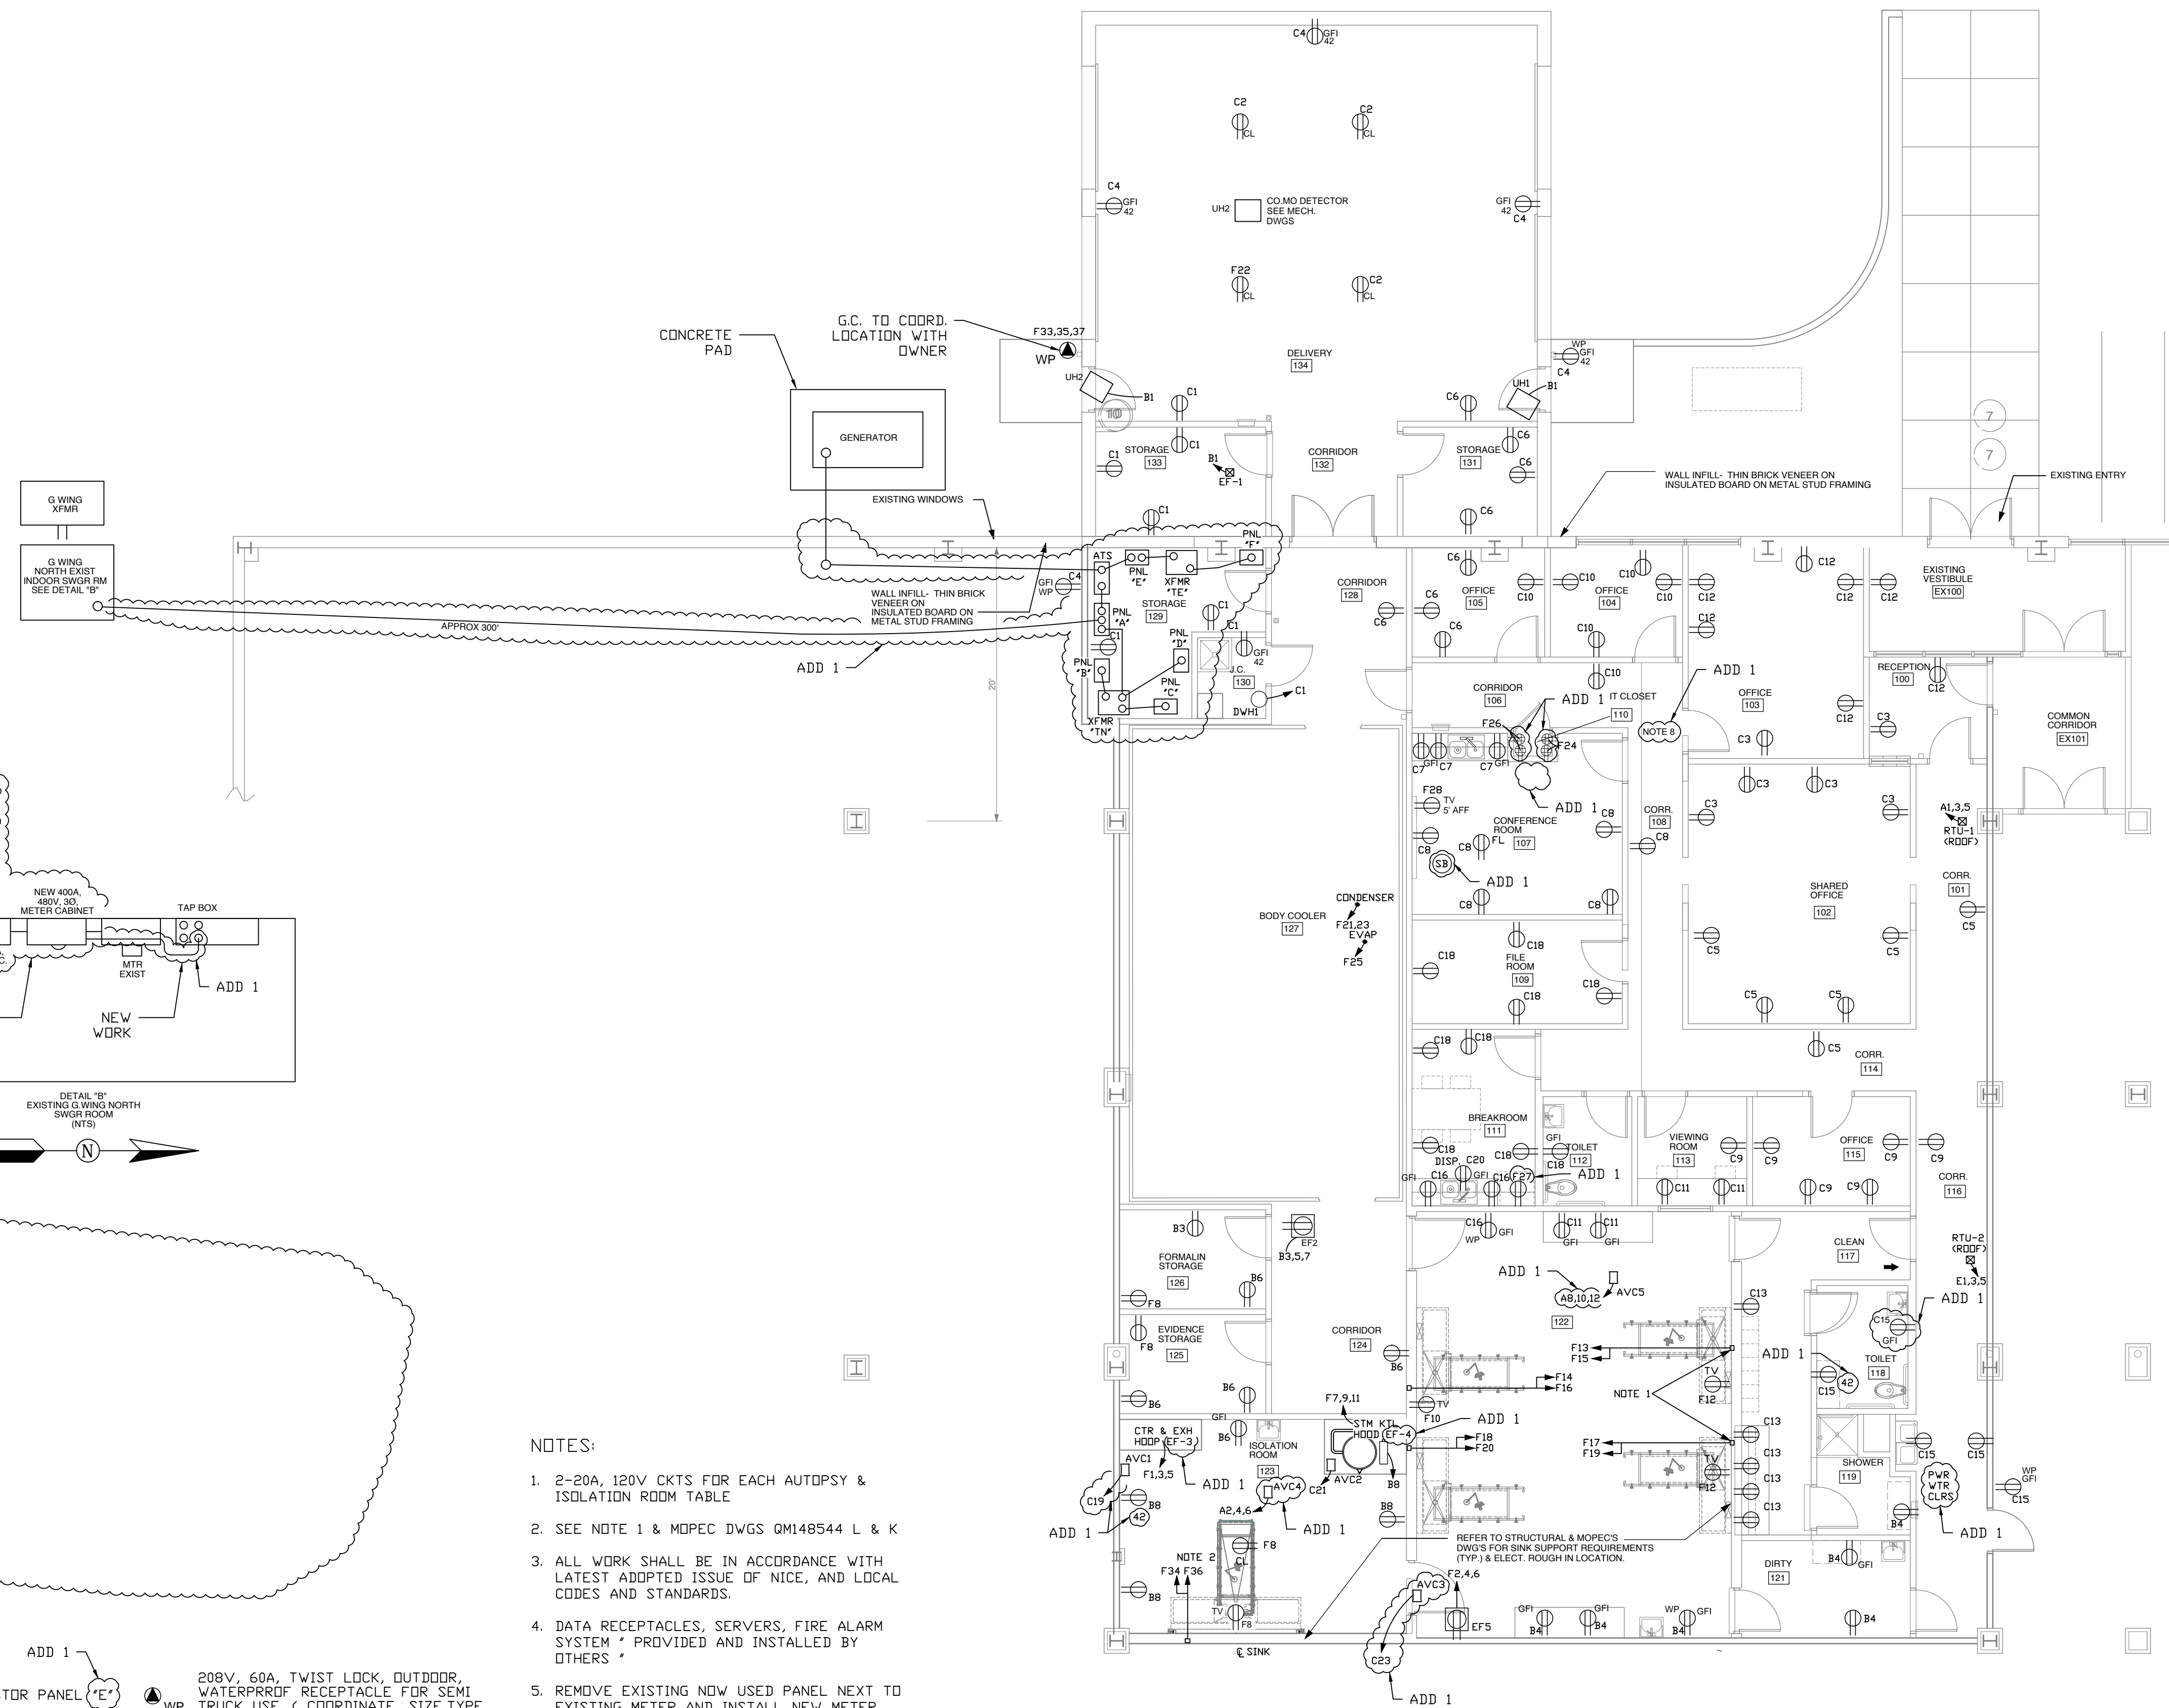 C4 GFI
42
C2
CL
C2
CL
C4
GFI
42
UH2
CO.MO DETECTOR
SEE MECH.
DWGS
GFI
42
C4
F22
CL
C2
CL
CONCRETE
PAD
G.C. TO COORD.
LOCATION WITH
OWNER
F33,35,37
WP
DELIVERY
134
WP
GFI
42
C4
UH2
B1
C1
C6
UH1
B1
10
GENERATOR
EXISTING WINDOWS
STORAGE
133
C1
C1
B1
EF-1
CORRIDOR
132
STORAGE
131
C6
C6
C1
C6
WALL INFILL- THIN BRICK VENEER ON
INSULATED BOARD ON METAL STUD FRAMING
7
7
EXISTING ENTRY
G WING
XFMR
G WING
NORTH EXIST
INDOOR SWGR RM
SEE DETAIL "B"
APPROX 300'
ADD 1
20'
GFI
WP
C4
WALL INFILL- THIN BRICK
VENEER ON
INSULATED BOARD ON
METAL STUD FRAMING
ATS
PNL
"E"
XFMR
"TE"
PNL
"F"
STORAGE
129
PNL
"A"
C1
C1
C1
PNL
"D"
PNL
"B"
PNL
"C"
XFMR
"TN"
GFI
42
J.C.
130
C1
DWH1
CORRIDOR
128
C6
C6
C6
OFFICE
105
C6
C10
C10
OFFICE
104
C10
C10
C10
C12
C12
C12
C12
C12
EXISTING
VESTIBULE
EX100
CORRIDOR
106
C10
ADD 1
IT CLOSET
110
ADD 1
NOTE 8
OFFICE
103
C12
RECEPTION
100
C12
C3
C3
COMMON
CORRIDOR
EX101
F26
F24
C7
GFI
C7
C7
GFI
ADD 1
F28
TV
5' AFF
CONFERENCE
ROOM
107
C8
C8
C8
FL
SB
ADD 1
C8
C8
CORR.
108
C8
C3
C3
C3
C3
SHARED
OFFICE
102
A1,3,5
RTU-1
(ROOF)
CORR.
101
C5
C5
C5
C5
C5
C5
CORR.
114
NEW 400A,
480V, 3Ø,
METER CABINET
TAP BOX
MTR
EXIST
ADD 1
NEW
WORK
DETAIL "B"
EXISTING G.WING NORTH
SWGR ROOM
(NTS)
N
BODY COOLER
127
CONDENSER
F21,23
EVAP
F25
FILE
ROOM
109
C18
C18
C18
C18
C18
C18
BREAKROOM
111
C18
DISP.
C20
GFI
GFI
C16
C16
F27
ADD 1
C18
GFI
C18
TOILET
112
VIEWING
ROOM
113
C9
C11
C11
C9
OFFICE
115
C9
C9
C9
C9
CORR.
116
B3
EF2
B3,5,7
FORMALIN
STORAGE
126
F8
B6
EVIDENCE
STORAGE
125
F8
B6
B6
C16
WP
GFI
C11
GFI
C11
GFI
ADD 1
A8,10,12
AVC5
122
CLEAN
117
RTU-2
(ROOF)
E1,3,5
ADD 1
C13
C15
GFI
CORRIDOR
124
B6
F14
F16
F13
F15
NOTE 1
TV
F12
ADD 1
C15
42
TOILET
118
F7,9,11
TV
F10
STM KTL
HOOD
EF-4
ADD 1
F18
F20
F17
F19
TV
F12
C13
C13
C13
C13
SHOWER
119
C15
C15
CTR & EXH
HOOP (EF-3)
AVC1
F1,3,5
ADD 1
C19
ADD 1
GFI
B6
ISOLATION
ROOM
123
AVC4
A2,4,6
ADD 1
C21
AVC2
B8
B8
B8
42
B8
PWR
WTR
CLRS
ADD 1
WP
GFI
C15
B4
F8
CL
NOTE 2
F34 F36
TV
F8
REFER TO STRUCTURAL & MOPEC'S
DWG'S FOR SINK SUPPORT REQUIREMENTS
(TYP.) & ELECT. ROUGH IN LOCATION.
AVC3
F2,4,6
EF5
GFI
B4
GFI
B4
WP
GFI
B4
DIRTY
121
B4
GFI
B4
℄ SINK
C23
ADD 1
NOTES:
1. 2-20A, 120V CKTS FOR EACH AUTOPSY &
ISOLATION ROOM TABLE
2. SEE NOTE 1 & MOPEC DWGS QM148544 L & K
3. ALL WORK SHALL BE IN ACCORDANCE WITH
LATEST ADOPTED ISSUE OF NICE, AND LOCAL
CODES AND STANDARDS.
4. DATA RECEPTACLES, SERVERS, FIRE ALARM
SYSTEM " PROVIDED AND INSTALLED BY
OTHERS "
5. REMOVE EXISTING NOW USED PANEL NEXT TO
EXISTING METER AND INSTALL NEW METER
ADD 1
TOR PANEL "E"
WP
208V, 60A, TWIST LOCK, OUTDOOR,
WATERPRROF RECEPTACLE FOR SEMI
TRUCK USE. ( COORDINATE SIZE,TYPE